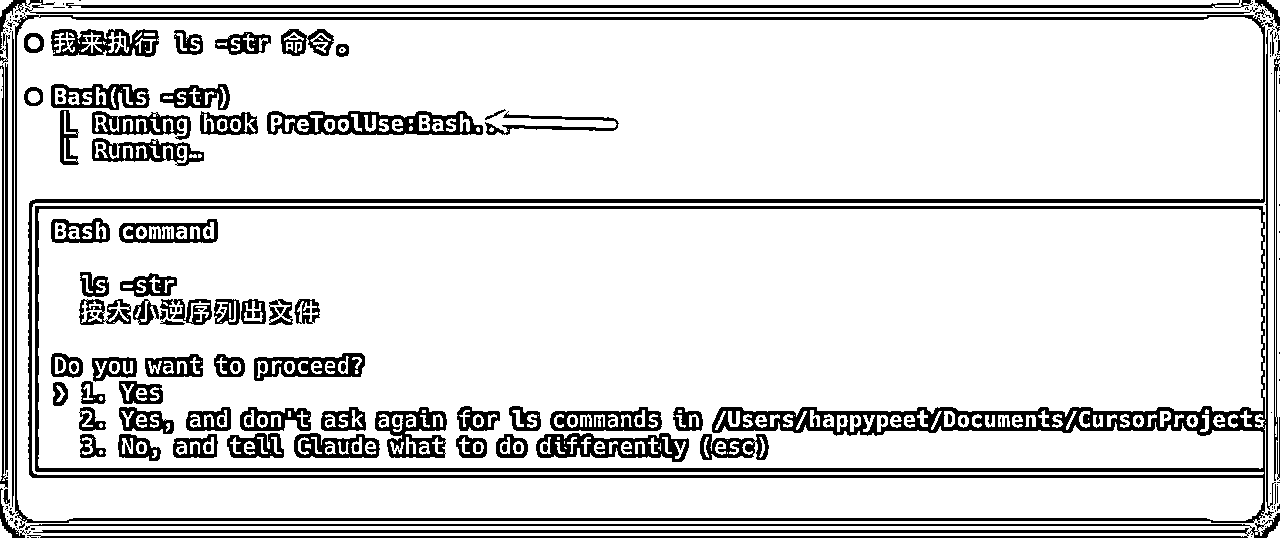 我来执行 ls -str 命令。
Bash(ls -str)
Running hook PreToolUse:Bash...
Running…
Bash command
ls -str
按大小逆序列出文件
Do you want to proceed?
❯ 1. Yes
2. Yes, and don't ask again for ls commands in /Users/happypeet/Documents/CursorProjects
3. No, and tell Claude what to do differently (esc)